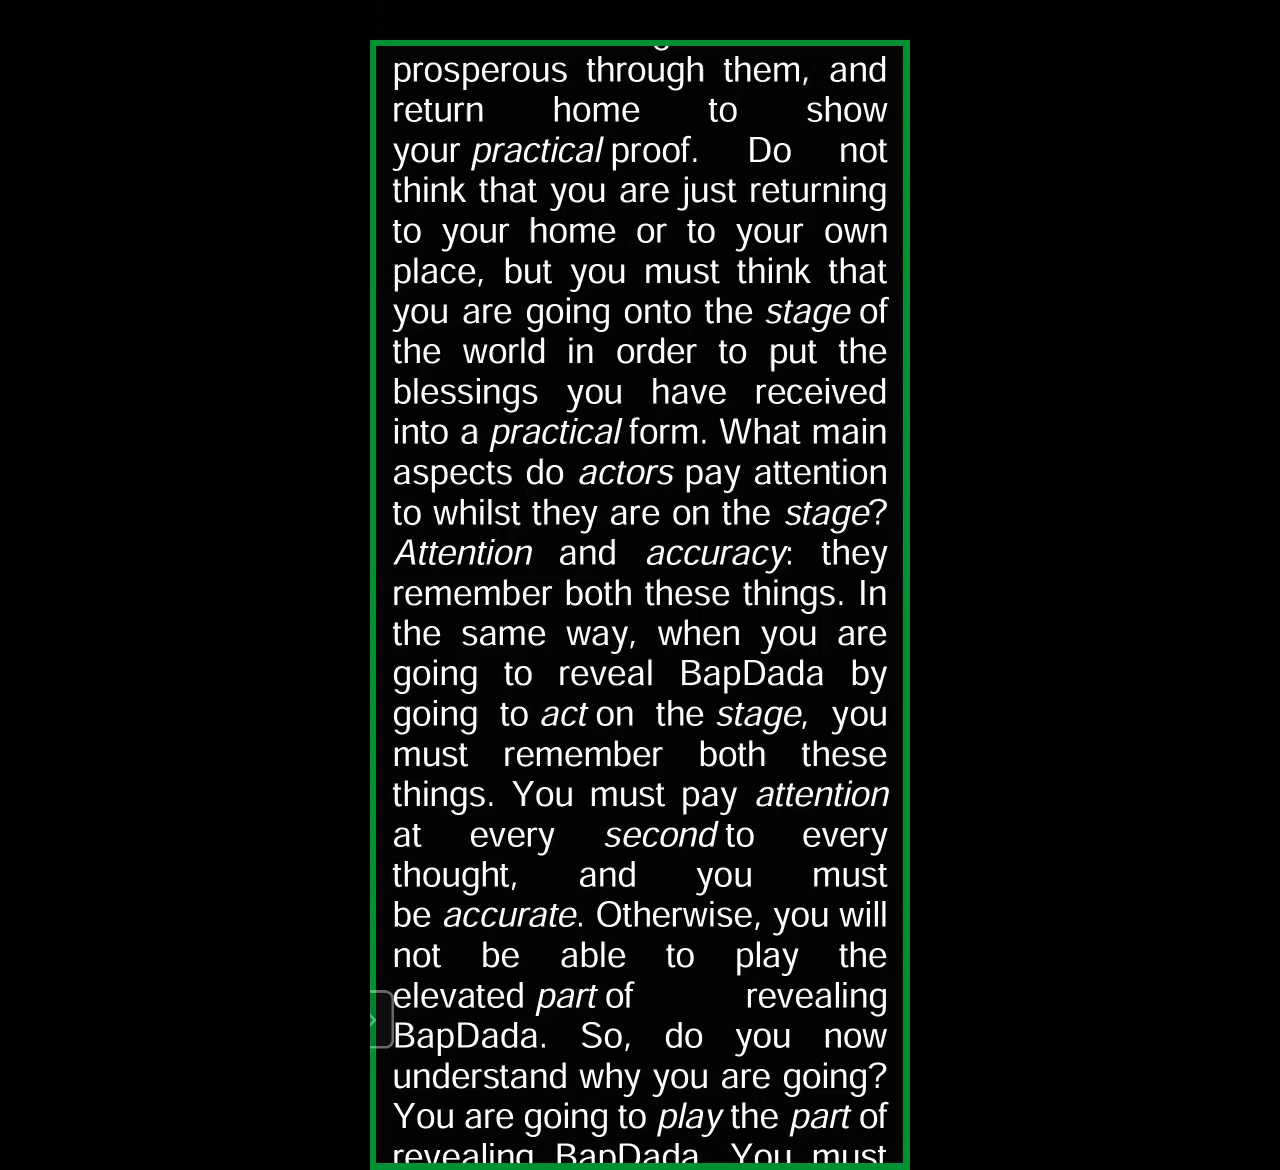 prosperous through them, and
return home to show
your practical proof. Do not
think that you are just returning
to your home or to your own
place, but you must think that
you are going onto the stage of
the world in order to put the
blessings you have received
into a practical form. What main
aspects do actors pay attention
to whilst they are on the stage?
Attention and accuracy: they
remember both these things. In
the same way, when you are
going to reveal BapDada by
going to act on the stage, you
must remember both these
things. You must pay attention
at every second to every
thought, and you must
be accurate. Otherwise, you will
not be able to play the
elevated part of revealing
BapDada. So, do you now
understand why you are going?
You are going to play the part of
revealing BapDada. You must